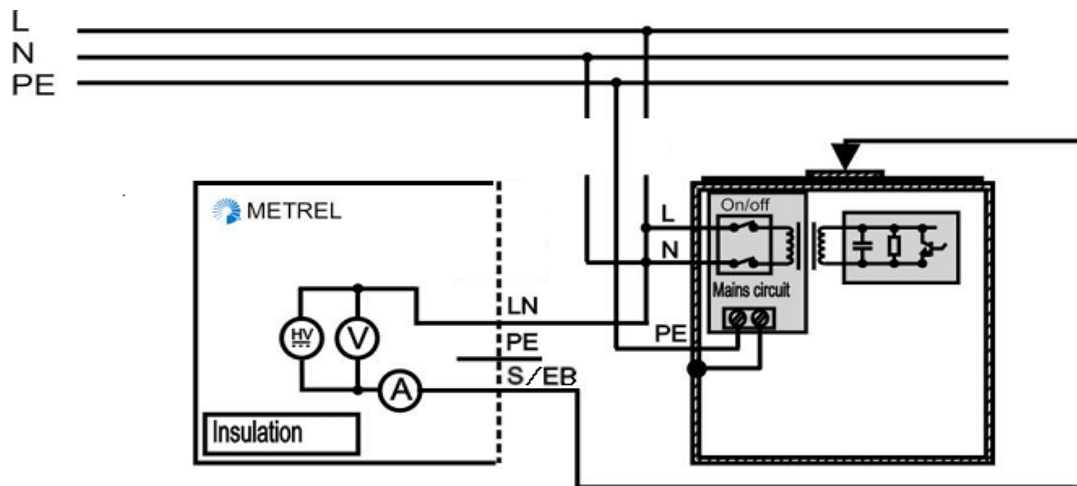 L
N
PE
METREL
On/off
L
N
Mains circuit
LN
HV
V
PE
PE
S/EB
A
Insulation